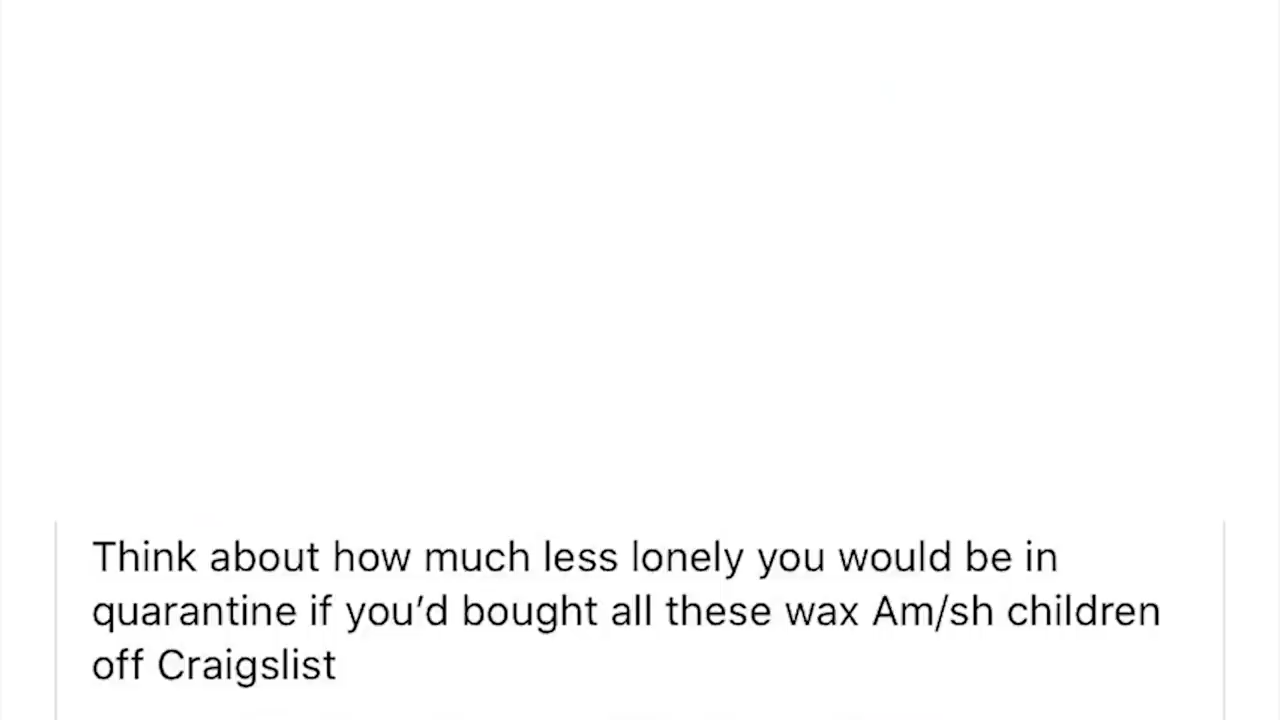 Think about how much less lonely you would be in
quarantine if you’d bought all these wax Am/sh children
off Craigslist